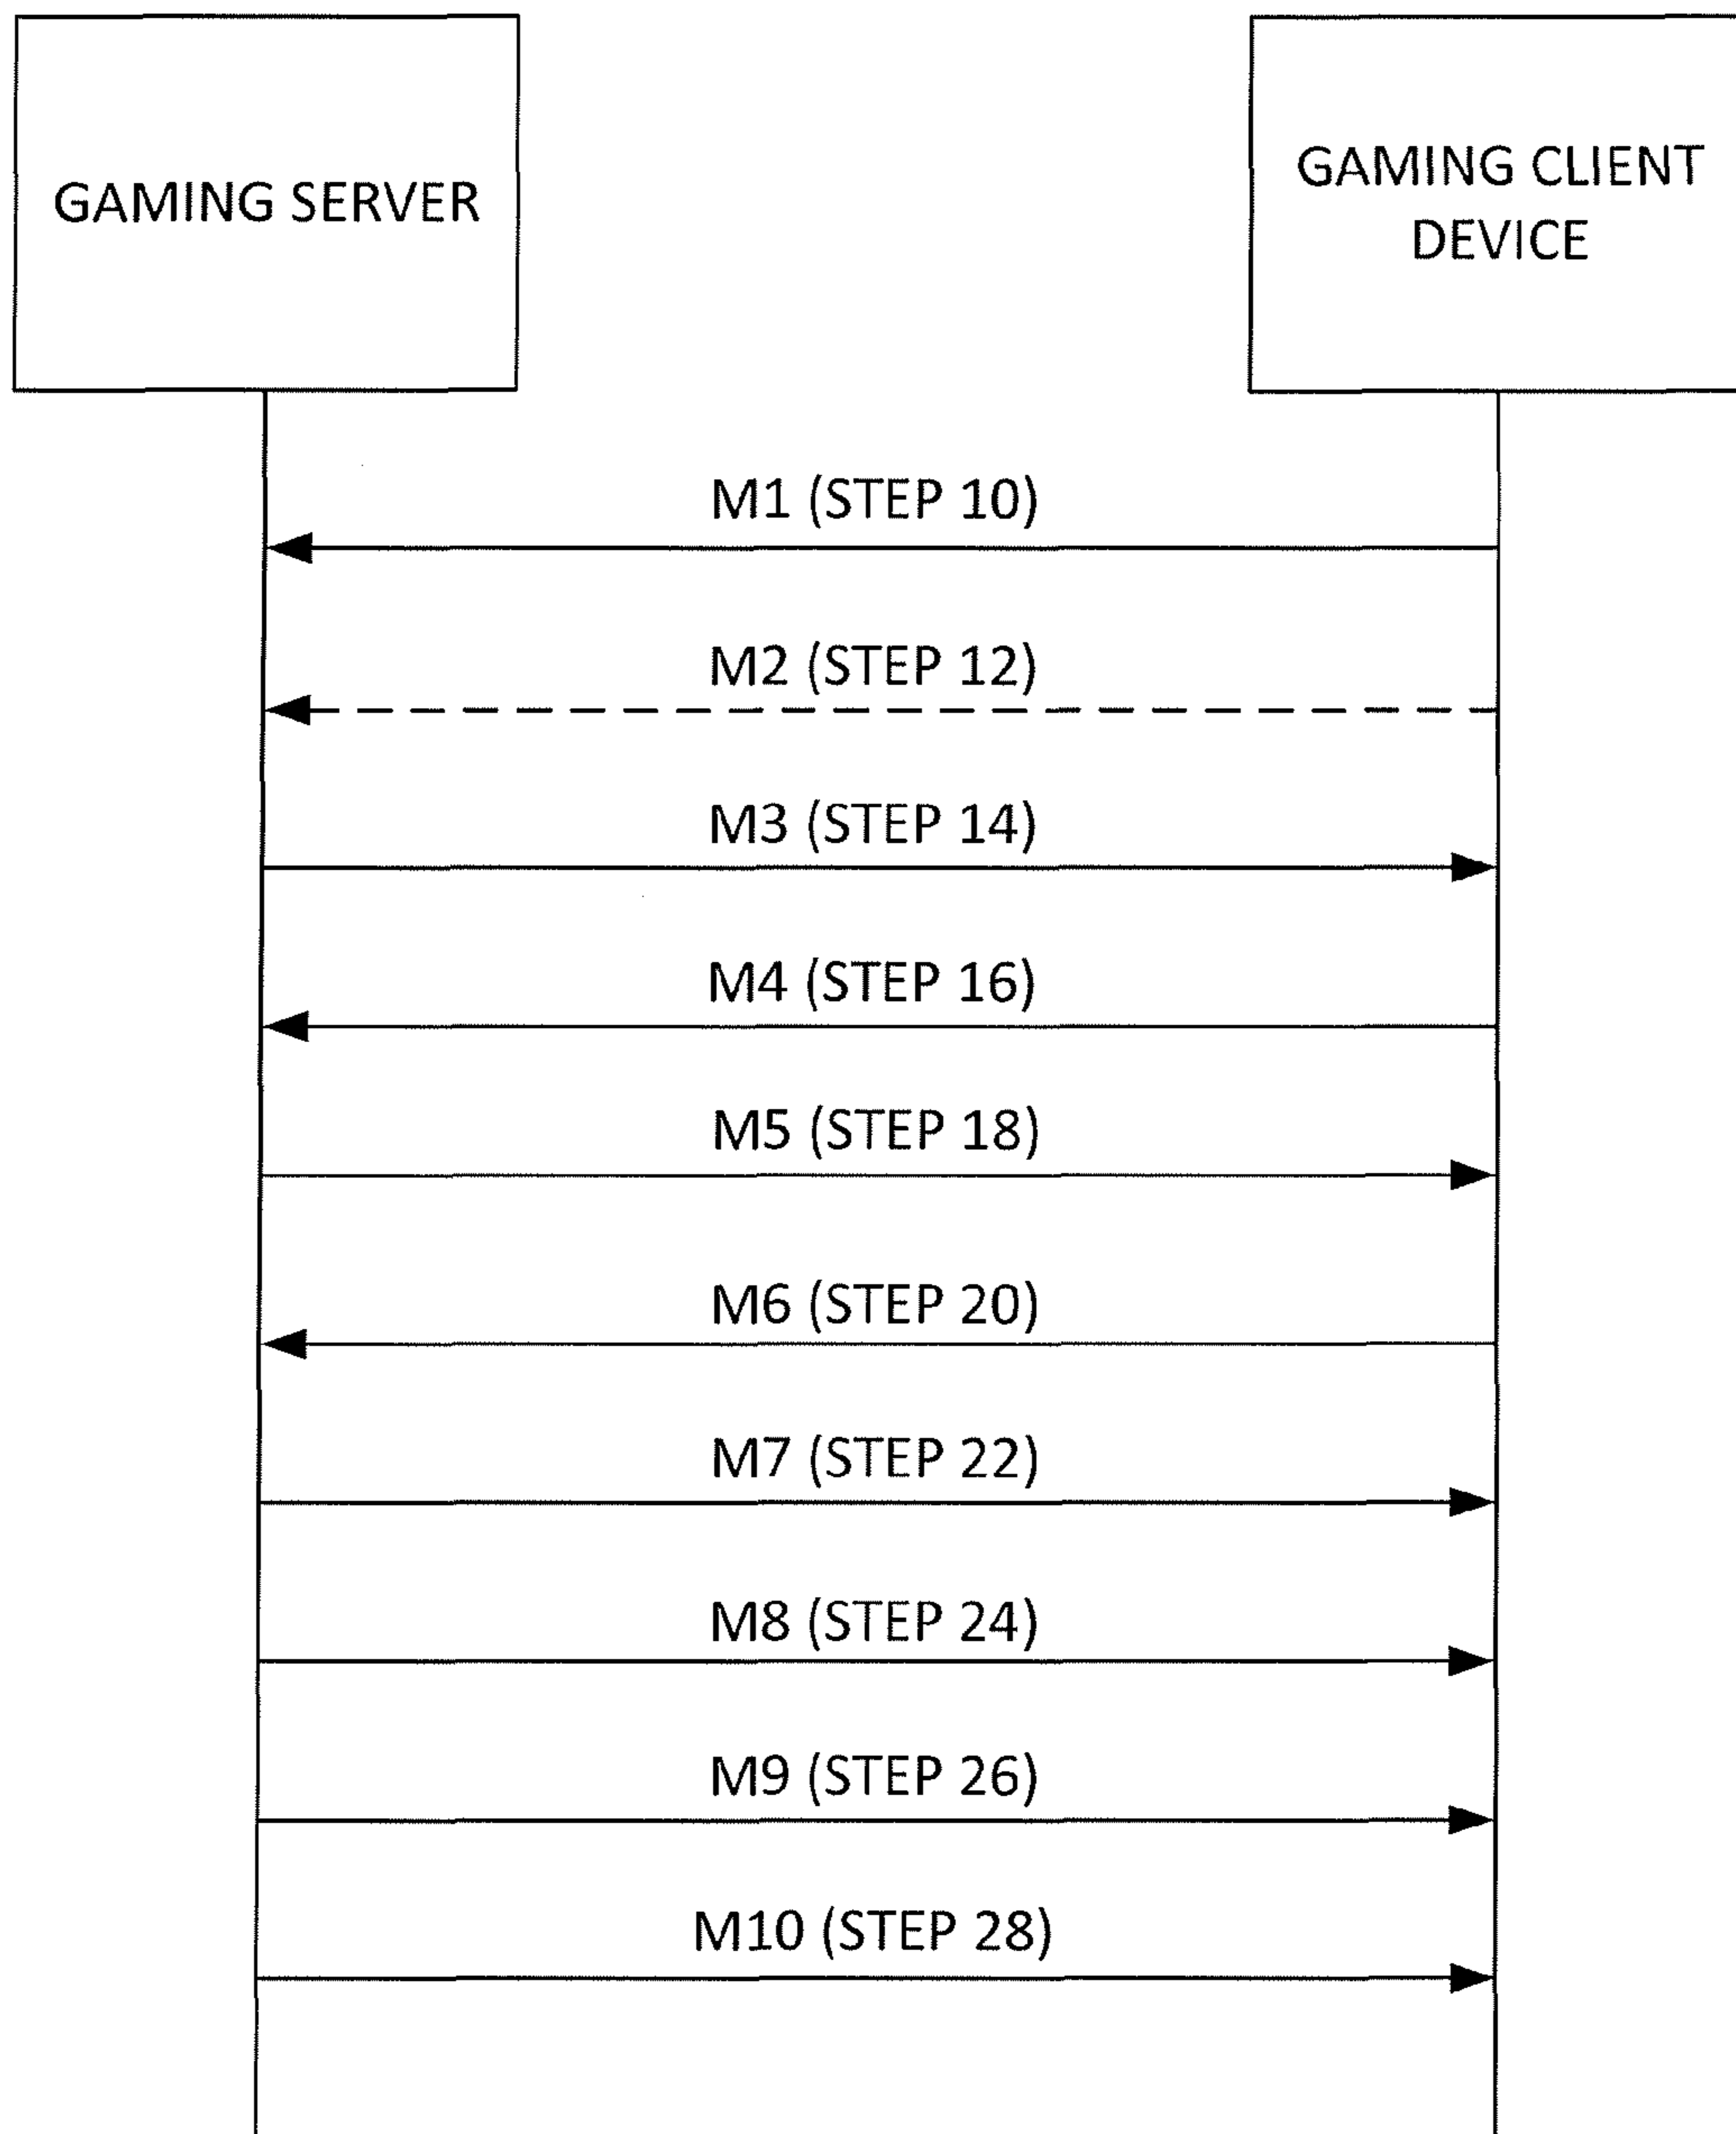 GAMING SERVER
GAMING CLIENT
DEVICE
M1 (STEP 10)
M2 (STEP 12)
M3 (STEP 14)
M4 (STEP 16)
M5 (STEP 18)
M6 (STEP 20)
M7 (STEP 22)
M8 (STEP 24)
M9 (STEP 26)
M10 (STEP 28)